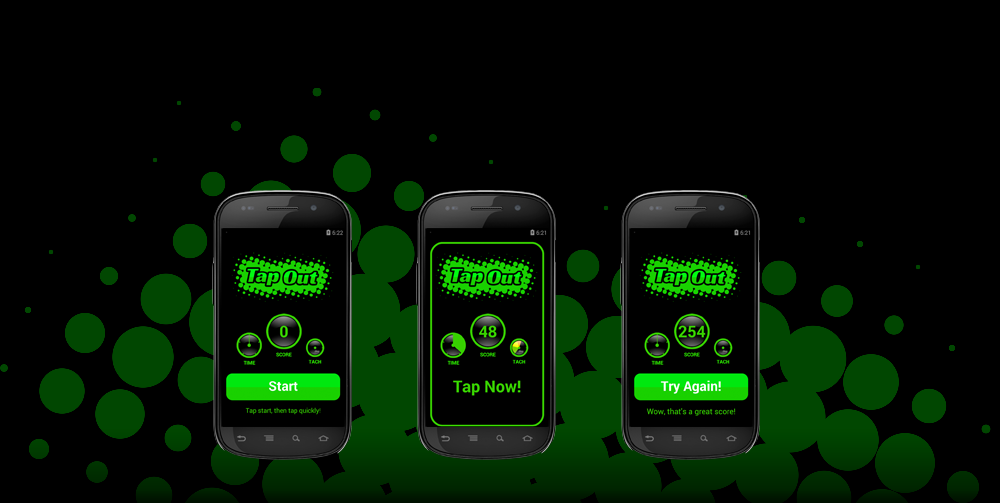 6:22
Tap Out
0
TIME
SCORE
TACH
Start
Tap start, then tap quickly!
6:21
Tap Out
48
TIME
SCORE
TACH
Tap Now!
6:21
Tap Out
254
TIME
SCORE
TACH
Try Again!
Wow, that's a great score!